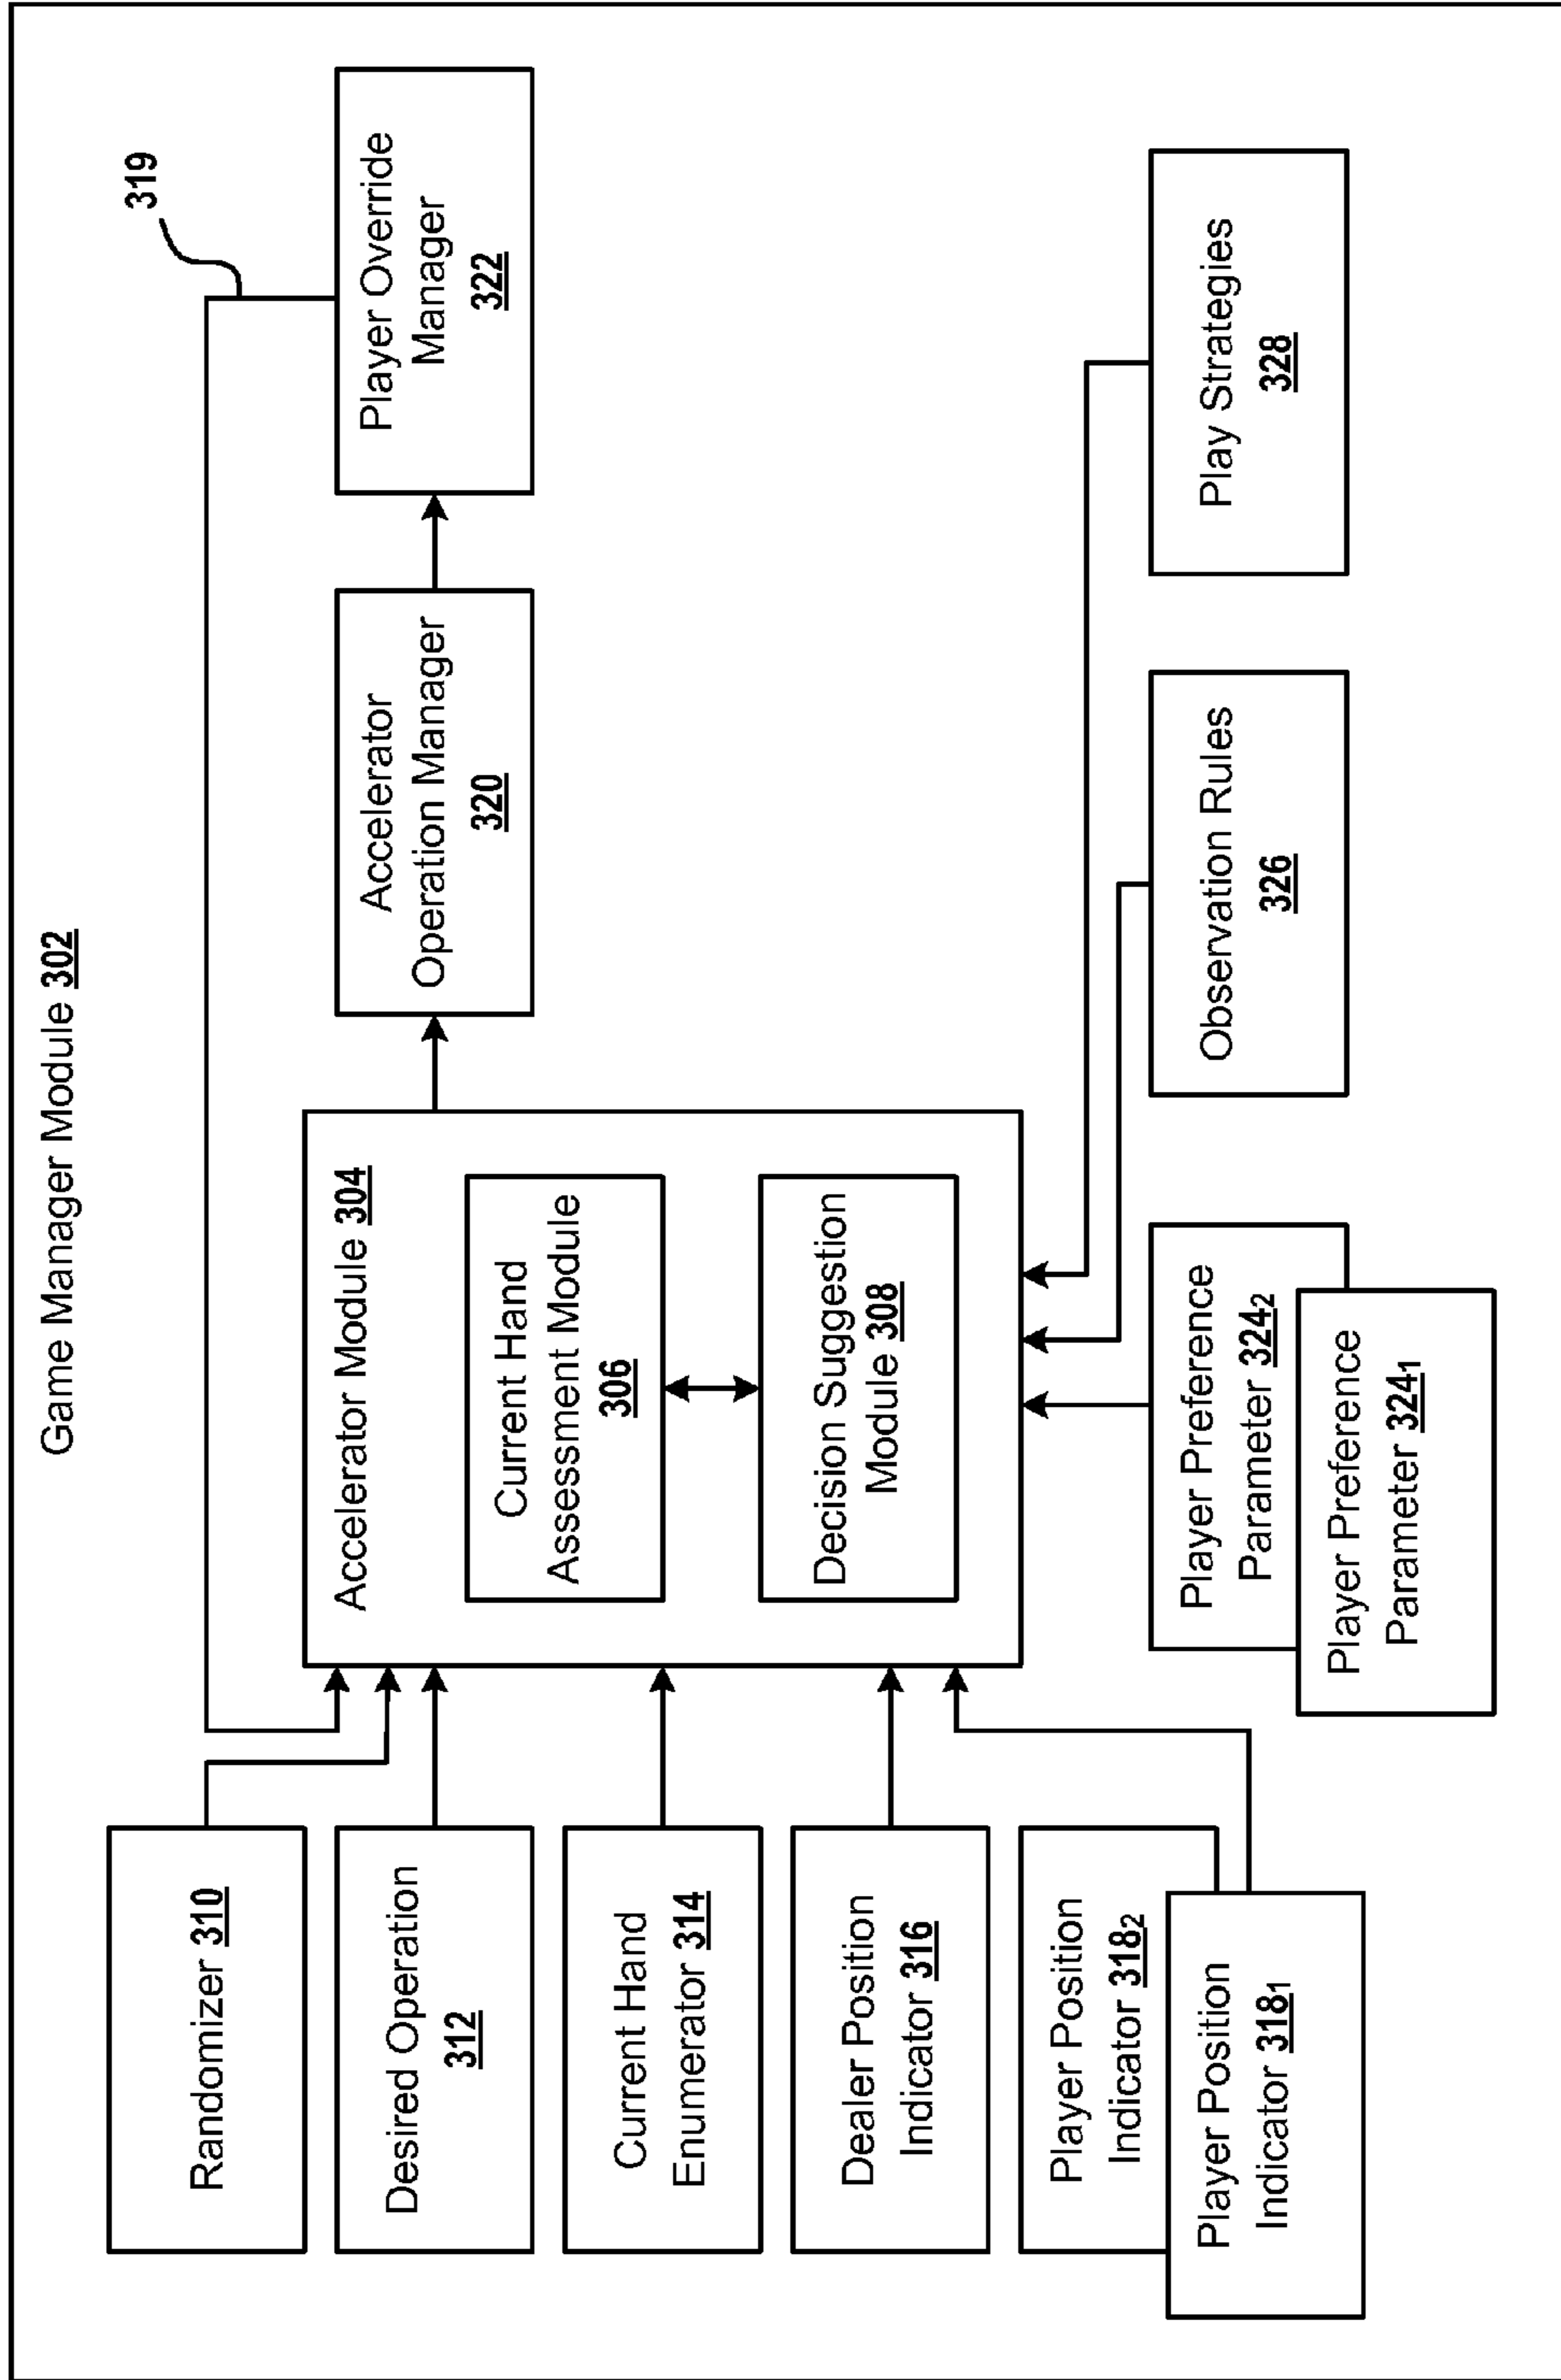 Game Manager Module 302
319
Randomizer 310
Desired Operation
312
Current Hand
Enumerator 314
Dealer Position
Indicator 316
Player Position
Indicator 318₂
Player Position
Indicator 318₁
Accelerator Module 304
Current Hand
Assessment Module
306
Decision Suggestion
Module 308
Accelerator
Operation Manager
320
Player Override
Manager
322
Player Preference
Parameter 324₂
Player Preference
Parameter 324₁
Observation Rules
326
Play Strategies
328